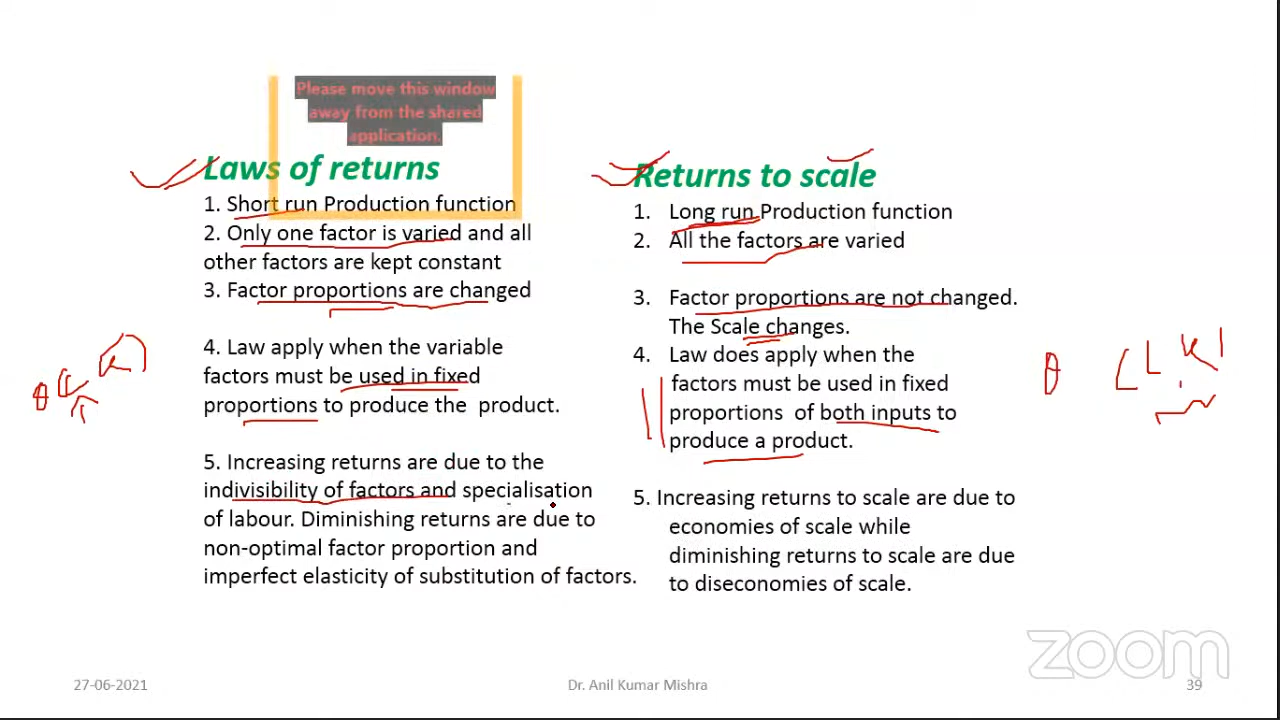 Please move this window
away from the shared
application.
Laws of returns
1. Short run Production function
2. Only one factor is varied and all
other factors are kept constant
3. Factor proportions are changed
4. Law apply when the variable
factors must be used in fixed
proportions to produce the product.
5. Increasing returns are due to the
indivisibility of factors and specialisation
of labour. Diminishing returns are due to
non-optimal factor proportion and
imperfect elasticity of substitution of factors.
Returns to scale
1. Long run Production function
2. All the factors are varied
3. Factor proportions are not changed.
The Scale changes.
4. Law does apply when the
factors must be used in fixed
proportions of both inputs to
produce a product.
5. Increasing returns to scale are due to
economies of scale while
diminishing returns to scale are due
to diseconomies of scale.
zoom
27-06-2021
Dr. Anil Kumar Mishra
39